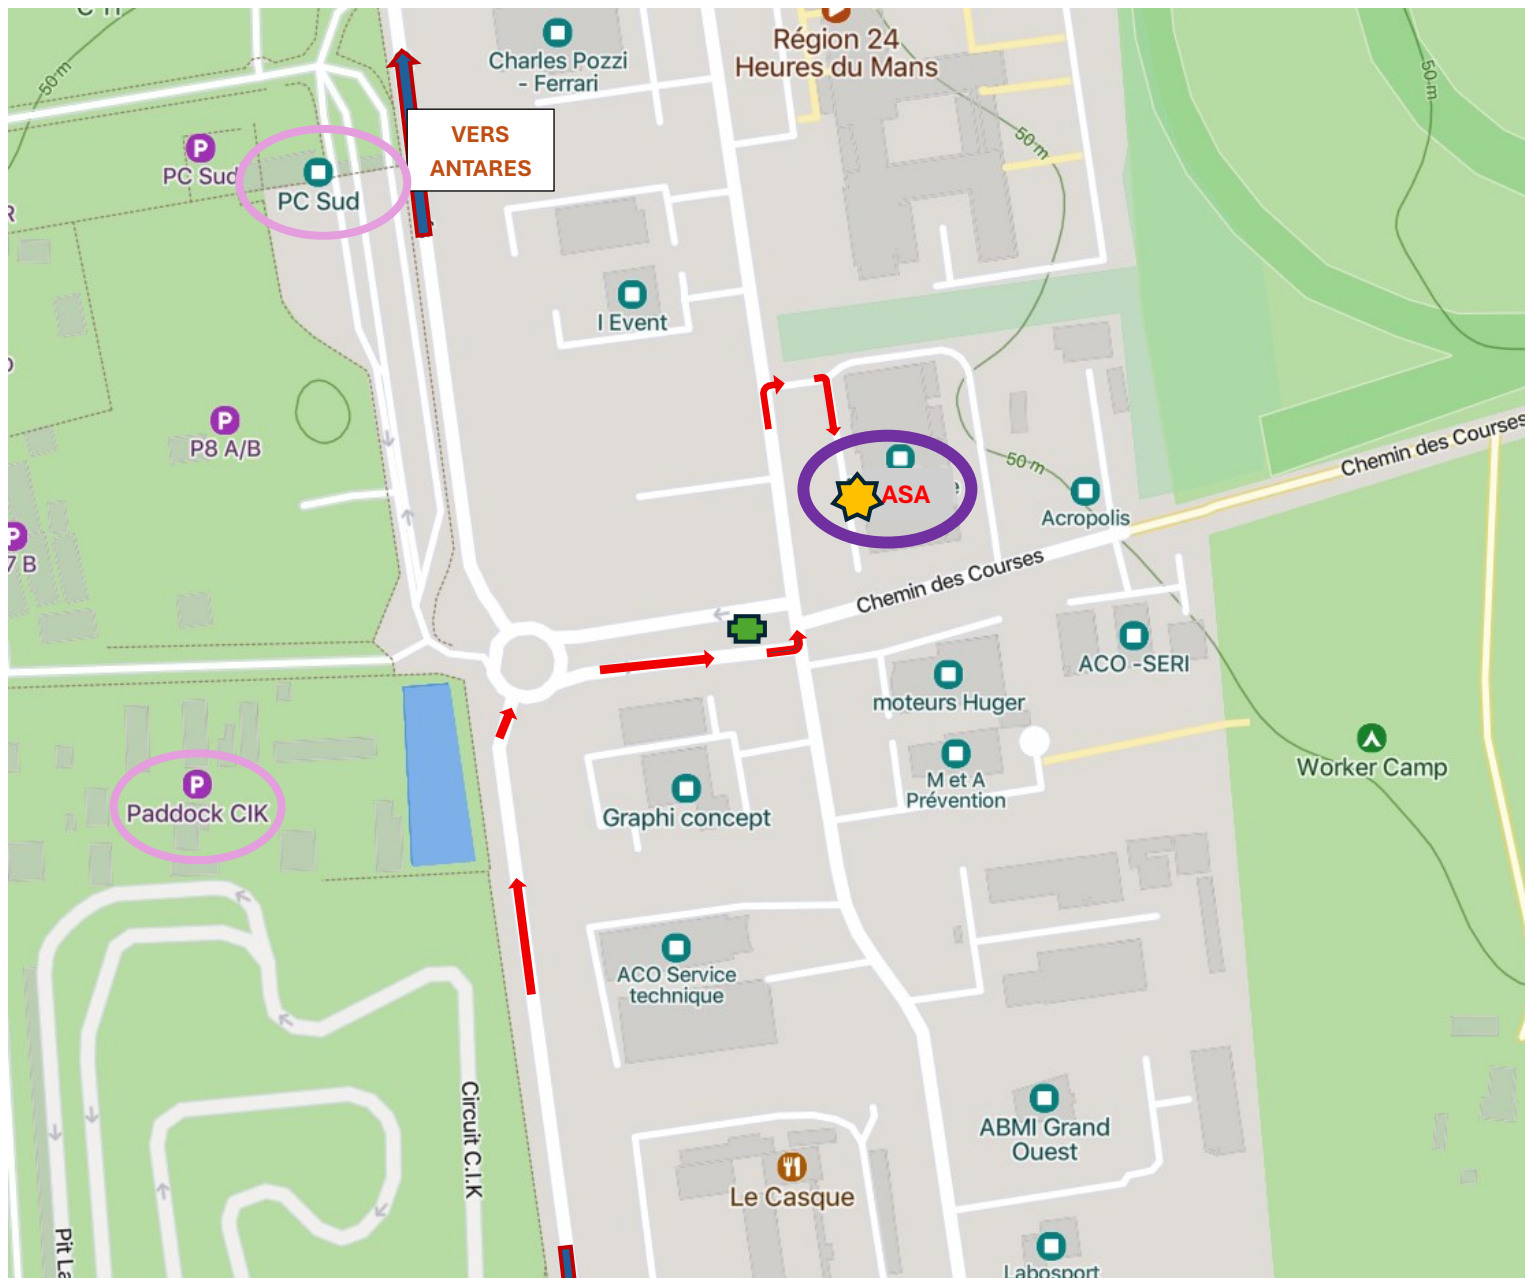 50 m
Charles Pozzi
- Ferrari
Région 24
Heures du Mans
50 m
VERS
ANTARES
50 m
P
PC Sud
PC Sud
R
I Event
P
P8 A/B
50 m
ASA
Acropolis
Chemin des Courses
Chemin des Courses
P
7 B
ACO -SERI
moteurs Huger
Worker Camp
P
Paddock CIK
M et A
Prévention
Graphi concept
ACO Service
technique
Circuit C.I.K
ABMI Grand
Ouest
Le Casque
Pit La
Labosport